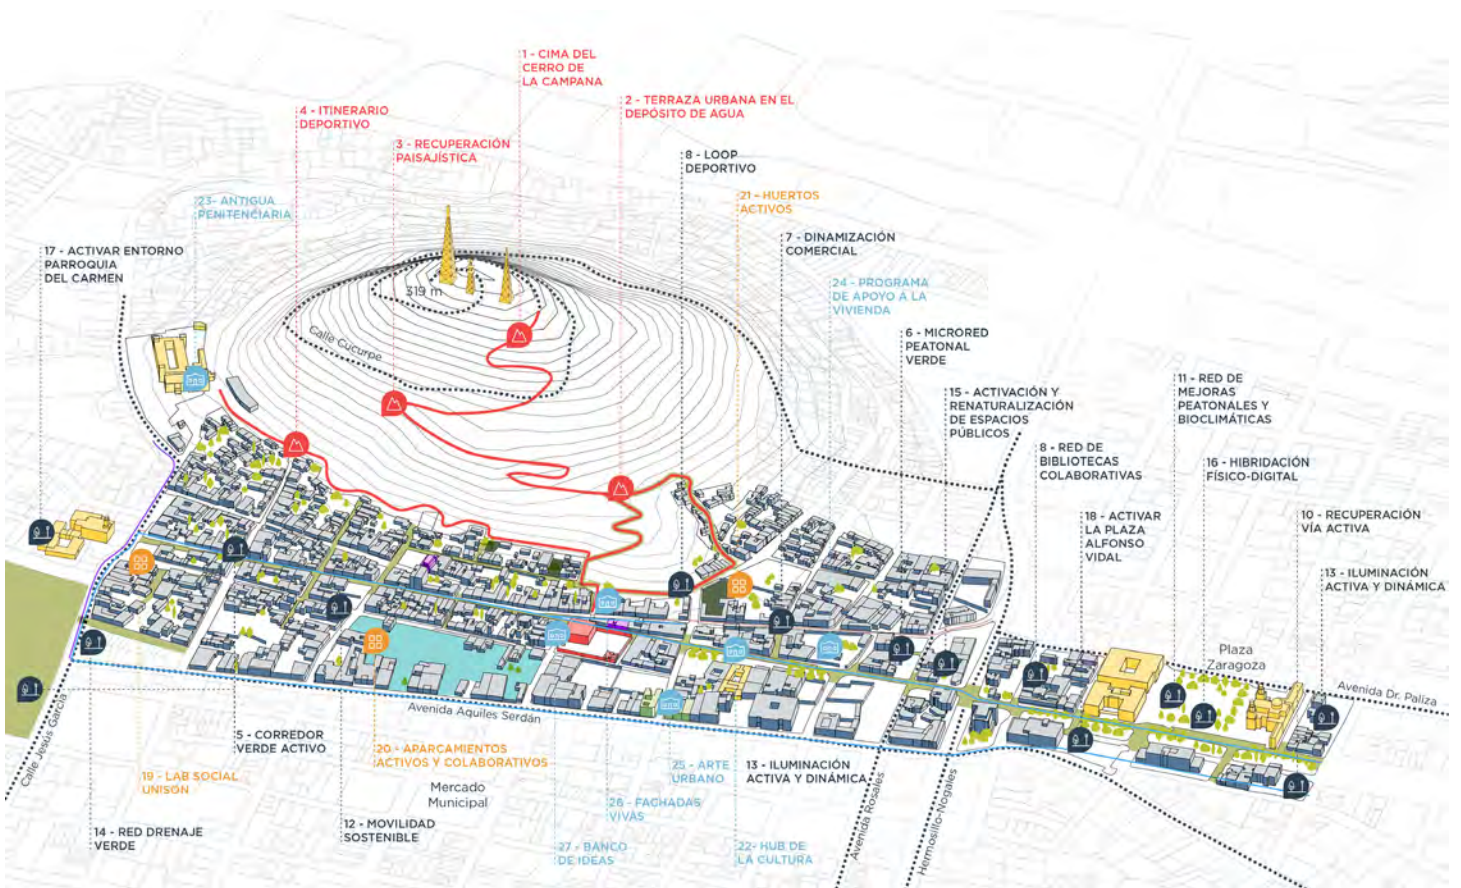 1 - CIMA DEL
CERRO DE
LA CAMPANA
4 - ITINERARIO
DEPORTIVO
2 - TERRAZA URBANA EN EL
DEPÓSITO DE AGUA
3 - RECUPERACIÓN
PAISAJÍSTICA
8 - LOOP
DEPORTIVO
23- ANTIGUA
PENITENCIARIA
21 - HUERTOS
ACTIVOS
17 - ACTIVAR ENTORNO
PARROQUIA
DEL CARMEN
7 - DINAMIZACIÓN
COMERCIAL
24 - PROGRAMA
DE APOYO A LA
VIVIENDA
319 m
Calle Cucurpe
6 - MICRORED
PEATONAL
VERDE
15 - ACTIVACIÓN Y
RENATURALIZACIÓN
DE ESPACIOS
PÚBLICOS
11 - RED DE
MEJORAS
PEATONALES Y
BIOCLIMÁTICAS
8 - RED DE
BIBLIOTECAS
COLABORATIVAS
16 - HIBRIDACIÓN
FÍSICO-DIGITAL
18 - ACTIVAR
LA PLAZA
ALFONSO
VIDAL
10 - RECUPERACIÓN
VÍA ACTIVA
13 - ILUMINACIÓN
ACTIVA Y DINÁMICA
Plaza
Zaragoza
Avenida Dr. Paliza
Calle Jesús García
Avenida Aquiles Serdán
5 - CORREDOR
VERDE ACTIVO
20 - APARCAMIENTOS
ACTIVOS Y COLABORATIVOS
19 - LAB SOCIAL
UNISON
Mercado
Municipal
25 - ARTE
URBANO
13 - ILUMINACIÓN
ACTIVA Y DINÁMICA
26 - FACHADAS
VIVAS
14 - RED DRENAJE
VERDE
12 - MOVILIDAD
SOSTENIBLE
27 - BANCO
DE IDEAS
22- HUB DE
LA CULTURA
Avenida Rosales
Hermosillo-Nogales